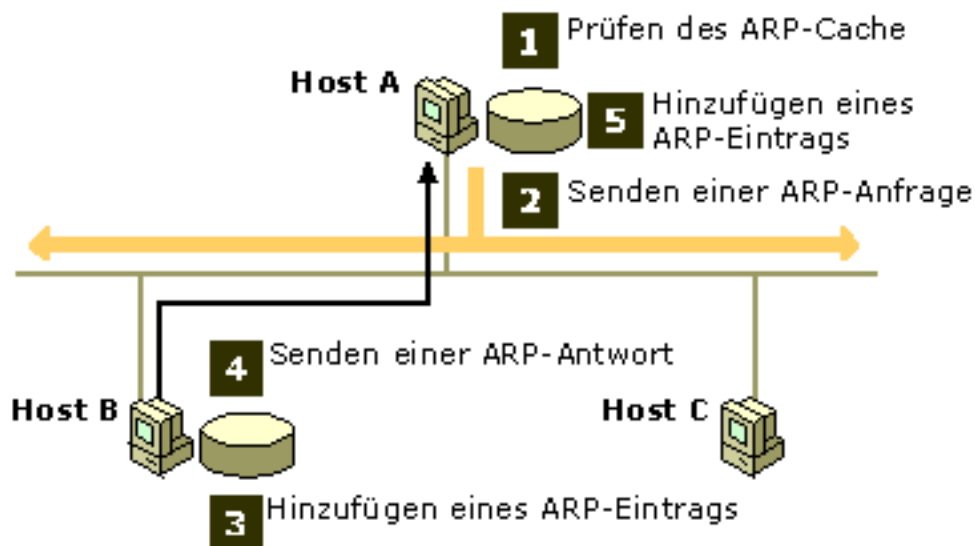 1 Prüfen des ARP-Cache
Host A
5 Hinzufügen eines
ARP-Eintrags
2 Senden einer ARP-Anfrage
4 Senden einer ARP-Antwort
Host B
Host C
3 Hinzufügen eines ARP-Eintrags